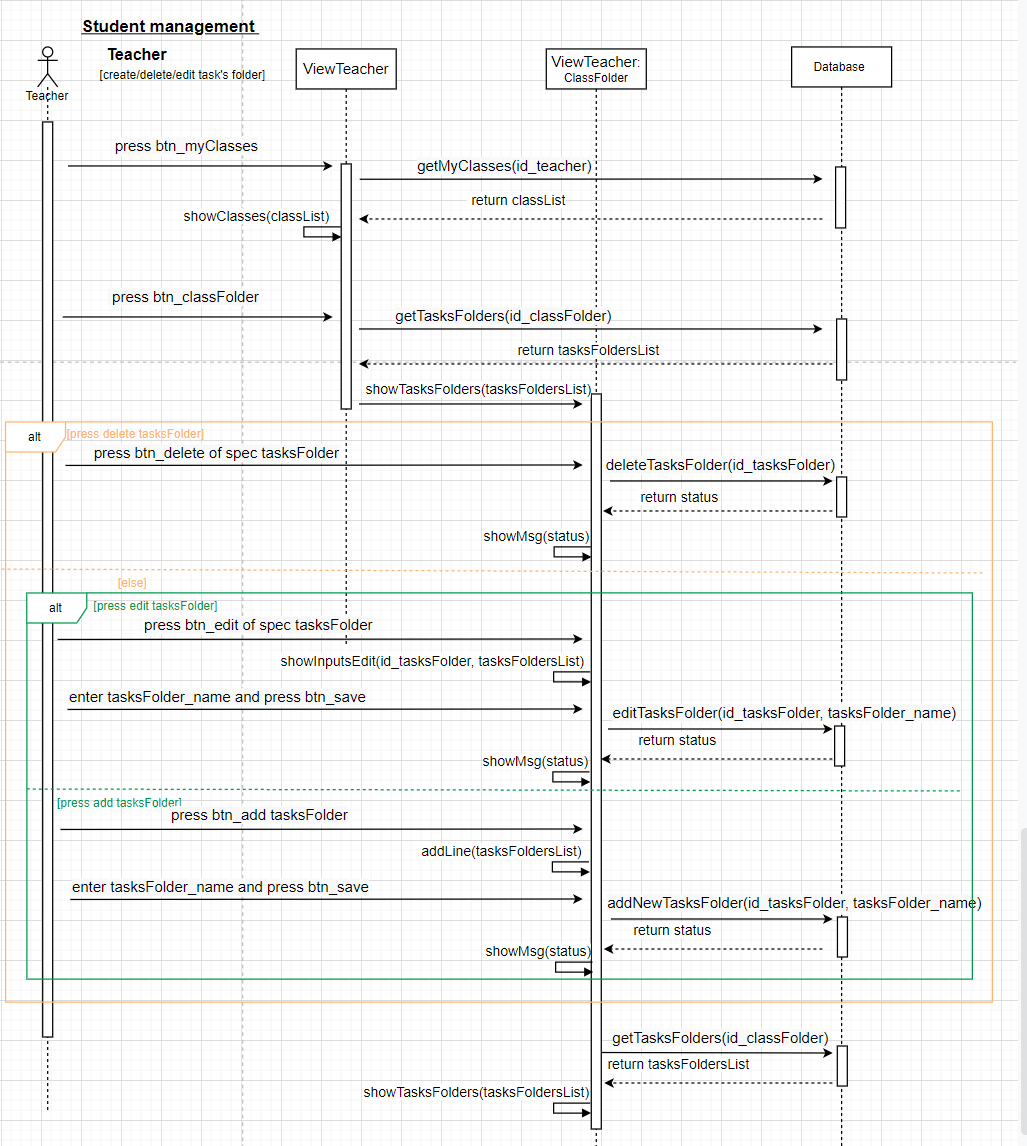 Student management
Teacher
[create/delete/edit task's folder]
Teacher
ViewTeacher
ViewTeacher:
ClassFolder
Database
press btn_myClasses
getMyClasses(id_teacher)
return classList
showClasses(classList)
press btn_classFolder
getTasksFolders(id_classFolder)
return tasksFoldersList
showTasksFolders(tasksFoldersList)
alt
[press delete tasksFolder]
press btn_delete of spec tasksFolder
deleteTasksFolder(id_tasksFolder)
return status
showMsg(status)
[else]
alt
[press edit tasksFolder]
press btn_edit of spec tasksFolder
showInputsEdit(id_tasksFolder, tasksFoldersList)
enter tasksFolder_name and press btn_save
editTasksFolder(id_tasksFolder, tasksFolder_name)
return status
showMsg(status)
[press add tasksFolder]
press btn_add tasksFolder
addLine(tasksFoldersList)
enter tasksFolder_name and press btn_save
addNewTasksFolder(id_tasksFolder, tasksFolder_name)
return status
showMsg(status)
getTasksFolders(id_classFolder)
return tasksFoldersList
showTasksFolders(tasksFoldersList)